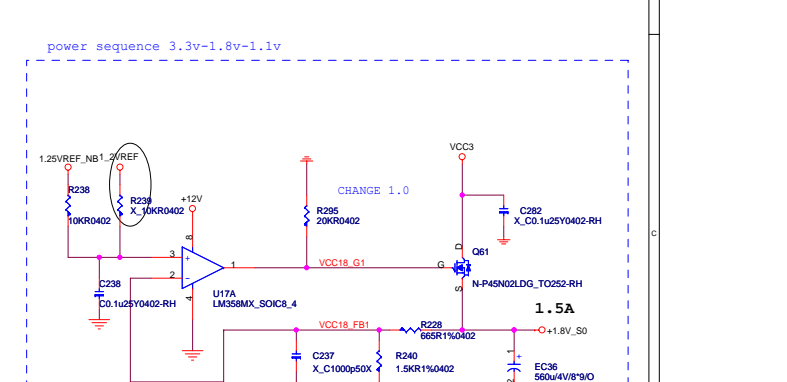 power sequence 3.3v-1.8v-1.1v
VCC3
1.25VREF_NB
1_2VREF
+12V
CHANGE 1.0
R238
10KR0402
R239
X_10KR0402
R295
20KR0402
C282
X_C0.1u25Y0402-RH
C
8
3
+
2
-
1
4
VCC18_G1
G
D
S
Q61
N-P45N02LDG_TO252-RH
C238
C0.1u25Y0402-RH
U17A
LM358MX_SOIC8_4
1.5A
VCC18_FB1
R228
665R1%0402
+1.8V_S0
C237
X_C1000p50X
R240
1.5KR1%0402
1
+
EC36
560u/4V/8*9/O